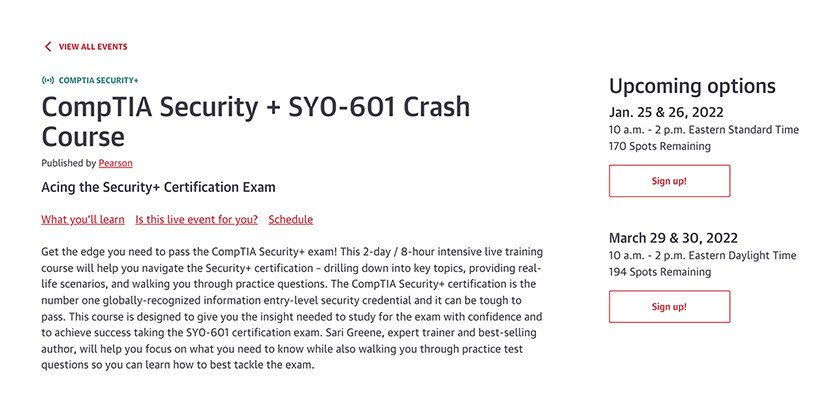 VIEW ALL EVENTS
COMPTIA SECURITY+
CompTIA Security + SY0-601 Crash
Course
Published by Pearson
Acing the Security+ Certification Exam
What you'll learn Is this live event for you? Schedule
Get the edge you need to pass the CompTIA Security+ exam! This 2-day / 8-hour intensive live training
course will help you navigate the Security+ certification – drilling down into key topics, providing real-
life scenarios, and walking you through practice questions. The CompTIA Security+ certification is the
number one globally-recognized information entry-level security credential and it can be tough to
pass. This course is designed to give you the insight needed to study for the exam with confidence and
to achieve success taking the SY0-601 certification exam. Sari Greene, expert trainer and best-selling
author, will help you focus on what you need to know while also walking you through practice test
questions so you can learn how to best tackle the exam.
Upcoming options
Jan. 25 & 26, 2022
10 a.m. - 2 p.m. Eastern Standard Time
170 Spots Remaining
Sign up!
March 29 & 30, 2022
10 a.m. - 2 p.m. Eastern Daylight Time
194 Spots Remaining
Sign up!